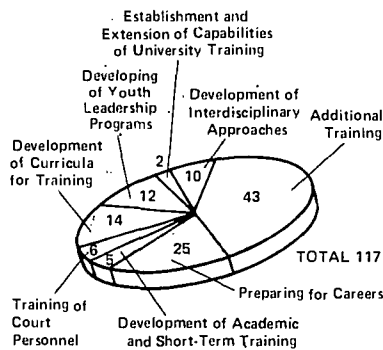 Establishment and
Extension of Capabilities
of University Training
Developing
of Youth
Leadership
Programs
Development of
Interdisciplinary
Approaches
Additional
Training
Development
of Curricula
for Training
2
10
12
43
14
6
5
25
TOTAL 117
Preparing for Careers
Training of
Court
Personnel
Development of Academic
and Short-Term Training